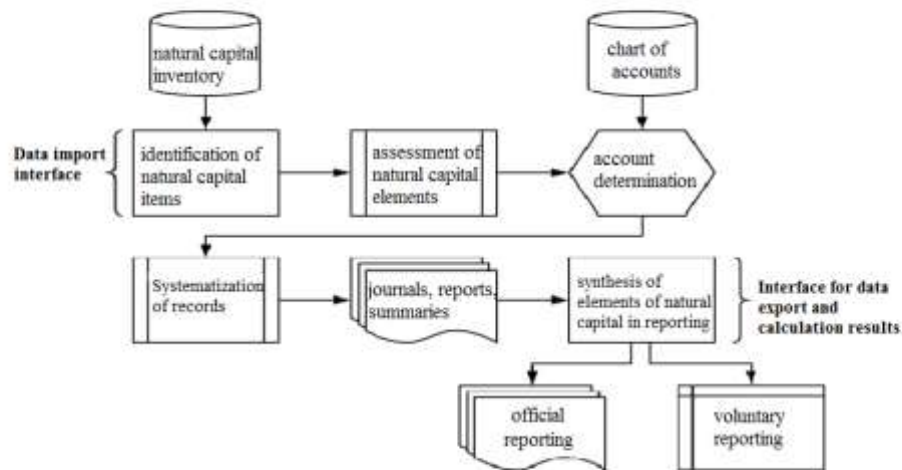 natural capital
inventory
chart of
accounts
Data import
interface
identification of
natural capital
items
assessment of
natural capital
elements
account
determination
Systematization
of records
journals, reports,
summaries
synthesis of
elements of natural
capital in reporting
Interface for data
export and
calculation results
official
reporting
voluntary
reporting